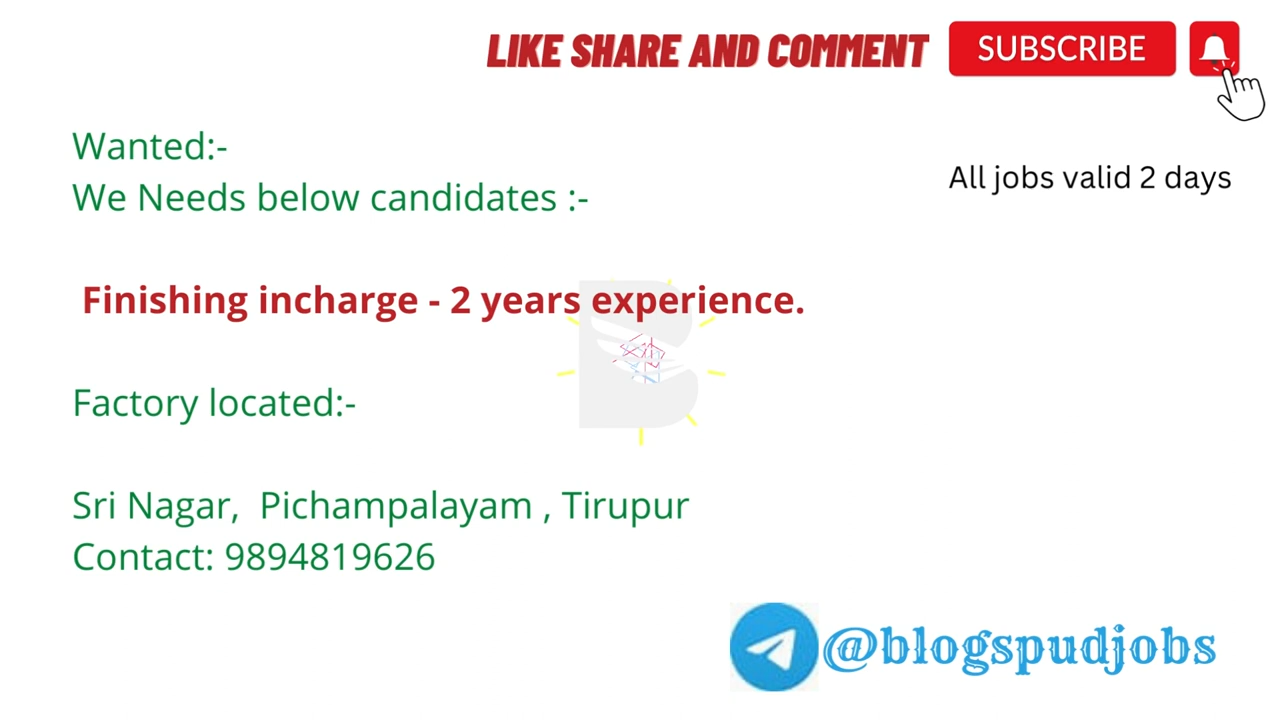 LIKE SHARE AND COMMENT
SUBSCRIBE
Wanted:-
We Needs below candidates :-
All jobs valid 2 days
Finishing incharge - 2 years experience.
Factory located:-
Sri Nagar, Pichampalayam , Tirupur
Contact: 9894819626
@blogspudjobs